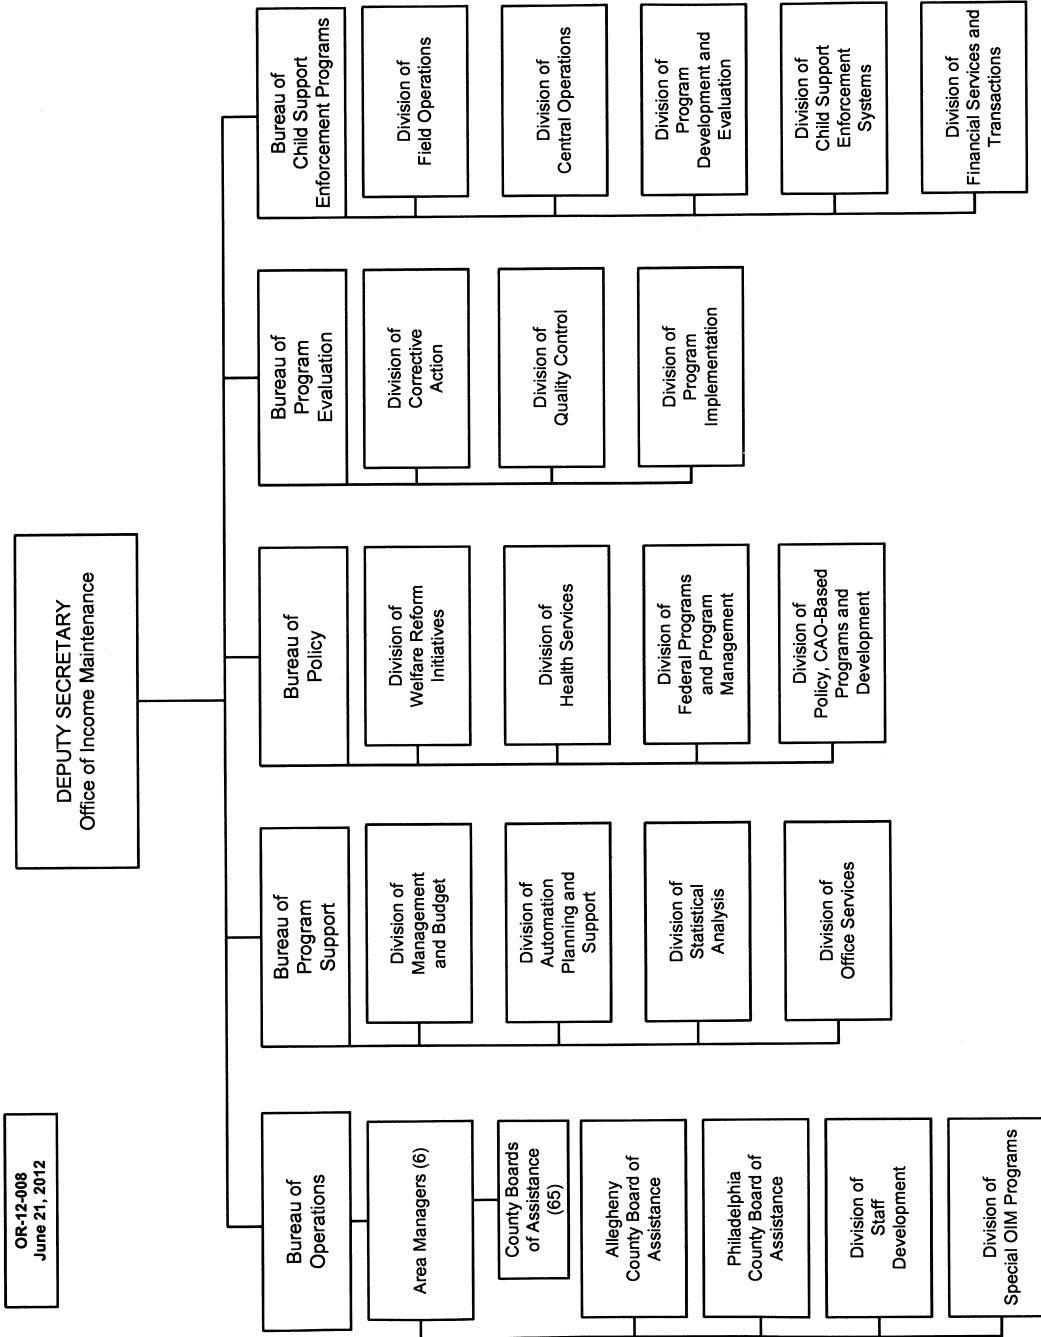 OR-12-008
June 21, 2012
DEPUTY SECRETARY
Office of Income Maintenance
Bureau of
Operations
Area Managers (6)
County Boards
of Assistance
(65)
Allegheny
County Board of
Assistance
Philadelphia
County Board of
Assistance
Division of
Staff
Development
Division of
Special OIM Programs
Bureau of
Program
Support
Division of
Management
and Budget
Division of
Automation
Planning and
Support
Division of
Statistical
Analysis
Division of
Office Services
Bureau of
Policy
Division of
Welfare Reform
Initiatives
Division of
Health Services
Division of
Federal Programs
and Program
Management
Division of
Policy, CAO-Based
Programs and
Development
Bureau of
Program
Evaluation
Division of
Corrective
Action
Division of
Quality Control
Division of
Program
Implementation
Bureau of
Child Support
Enforcement Programs
Division of
Field Operations
Division of
Central Operations
Division of
Program
Development and
Evaluation
Division of
Child Support
Enforcement
Systems
Division of
Financial Services and
Transactions